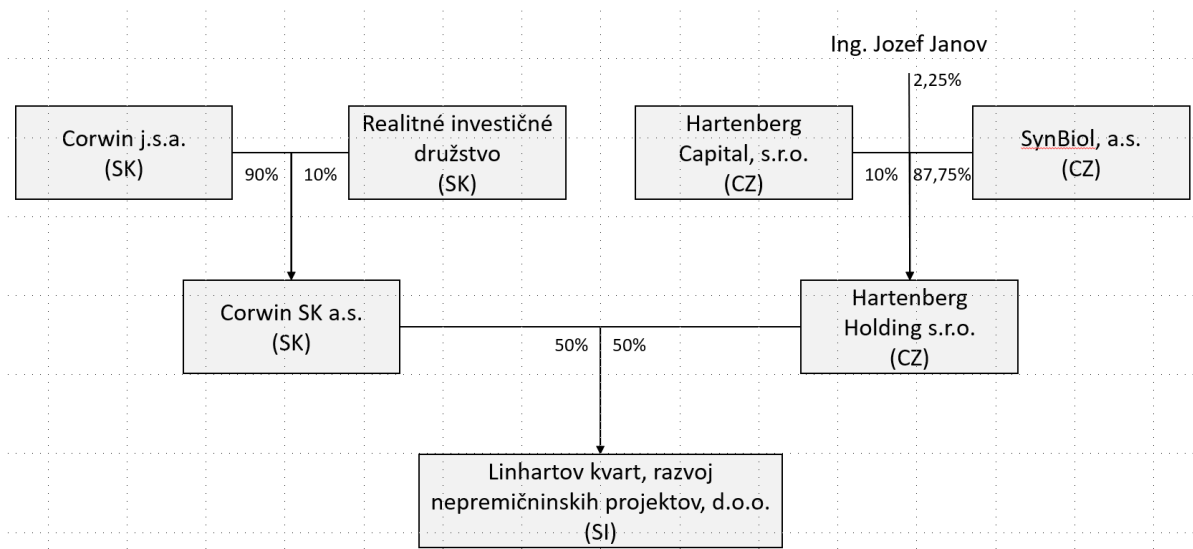 Ing. Jozef Janov
2,25%
Corwin j.s.a.
(SK)
90%
10%
Realitné investičné
družstvo
(SK)
Hartenberg
Capital, s.r.o.
(CZ)
10%
87,75%
SynBiol, a.s.
(CZ)
Corwin SK a.s.
(SK)
Hartenberg
Holding s.r.o.
(CZ)
50%
50%
Linhartov kvart, razvoj
nepremičninskih projektov, d.o.o.
(SI)